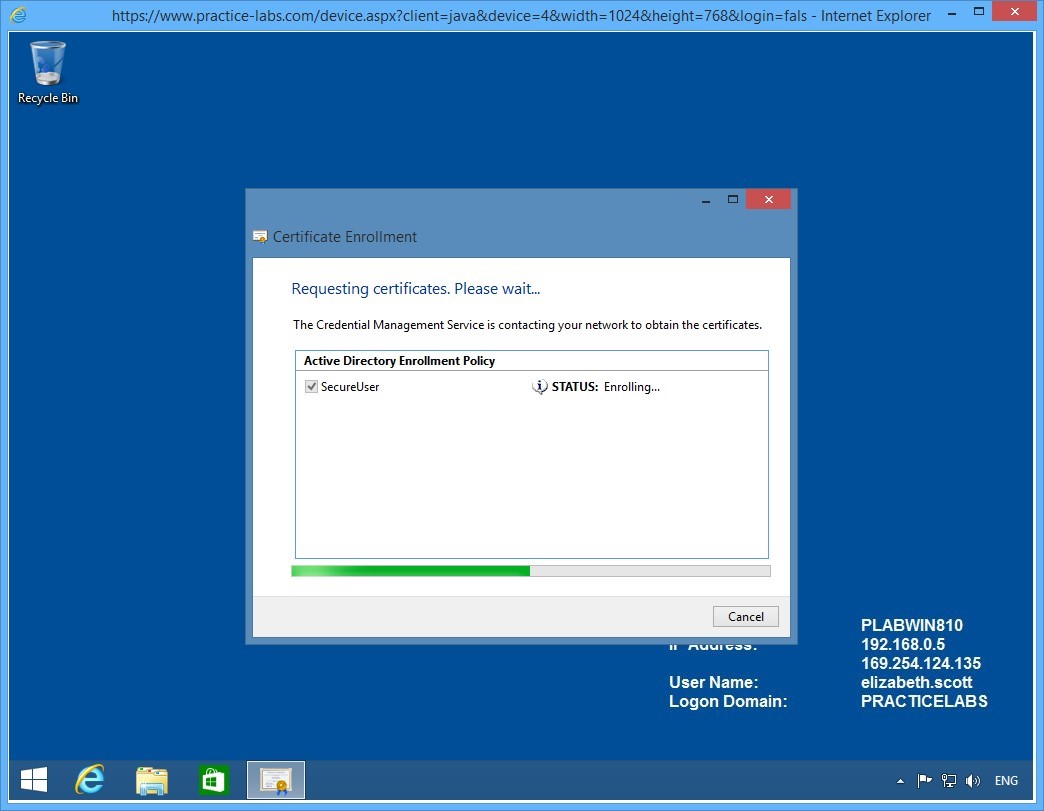 https://www.practice-labs.com/device.aspx?client=java&device=4&width=1024&height=768&login=fals - Internet Explorer
Recycle Bin
Certificate Enrollment
Requesting certificates. Please wait...
The Credential Management Service is contacting your network to obtain the certificates.
Active Directory Enrollment Policy
SecureUser STATUS: Enrolling...
Cancel
PLABWIN810
IP Address: 192.168.0.5
169.254.124.135
User Name: elizabeth.scott
Logon Domain: PRACTICELABS
ENG